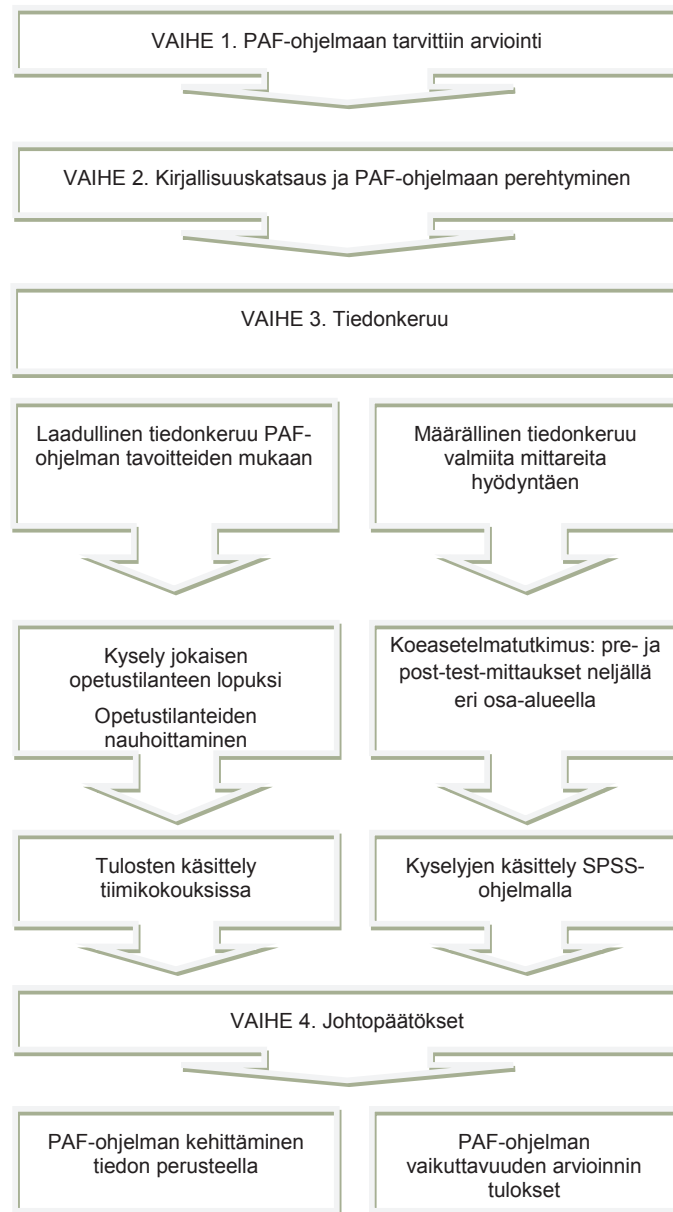 VAIHE 1. PAF-ohjelmaan tarvittiin arviointi
VAIHE 2. Kirjallisuuskatsaus ja PAF-ohjelmaan perehtyminen
VAIHE 3. Tiedonkeruu
Laadullinen tiedonkeruu PAF-
ohjelman tavoitteiden mukaan
Määrällinen tiedonkeruu
valmiita mittareita
hyödyntäen
Kysely jokaisen
opetustilanteen lopuksi
Opetustilanteiden
nauhoittaminen
Koeasetelmatutkimus: pre- ja
post-test-mittaukset neljällä
eri osa-alueella
Tulosten käsittely
tiimikokouksissa
Kyselyjen käsittely SPSS-
ohjelmalla
VAIHE 4. Johtopäätökset
PAF-ohjelman kehittäminen
tiedon perusteella
PAF-ohjelman
vaikuttavuuden arvioinnin
tulokset